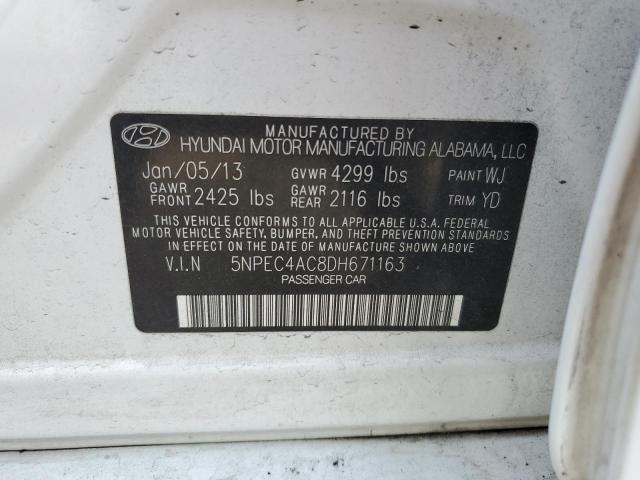 MANUFACTURED BY
HYUNDAI MOTOR MANUFACTURING ALABAMA, LLC
Jan/05/13 GVWR 4299 lbs PAINT WJ
GAWR FRONT 2425 lbs GAWR REAR 2116 lbs TRIM YD
THIS VEHICLE CONFORMS TO ALL APPLICABLE U.S.A. FEDERAL
MOTOR VEHICLE SAFETY, BUMPER, AND THEFT PREVENTION STANDARDS
IN EFFECT ON THE DATE OF MANUFACTURE SHOWN ABOVE.
V.I.N 5NPEC4AC8DH671163
PASSENGER CAR